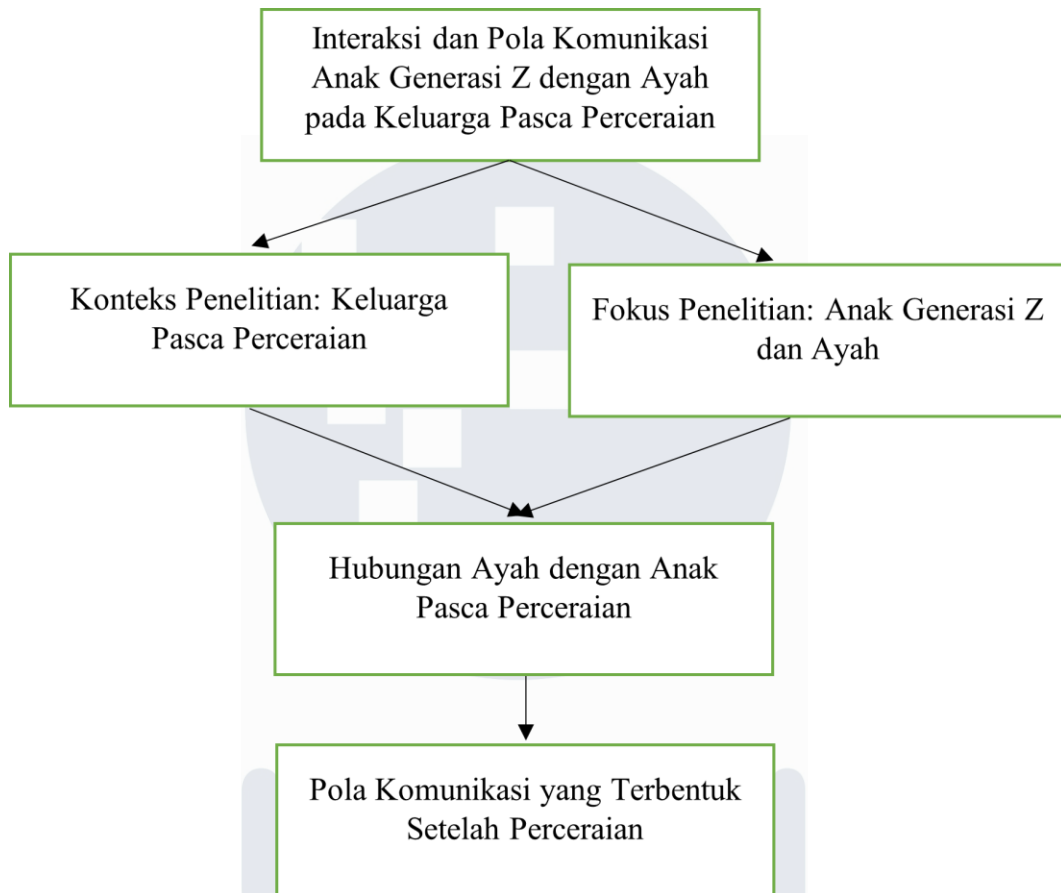 Interaksi dan Pola Komunikasi
Anak Generasi Z dengan Ayah
pada Keluarga Pasca Perceraian
Konteks Penelitian: Keluarga
Pasca Perceraian
Fokus Penelitian: Anak Generasi Z
dan Ayah
Hubungan Ayah dengan Anak
Pasca Perceraian
Pola Komunikasi yang Terbentuk
Setelah Perceraian